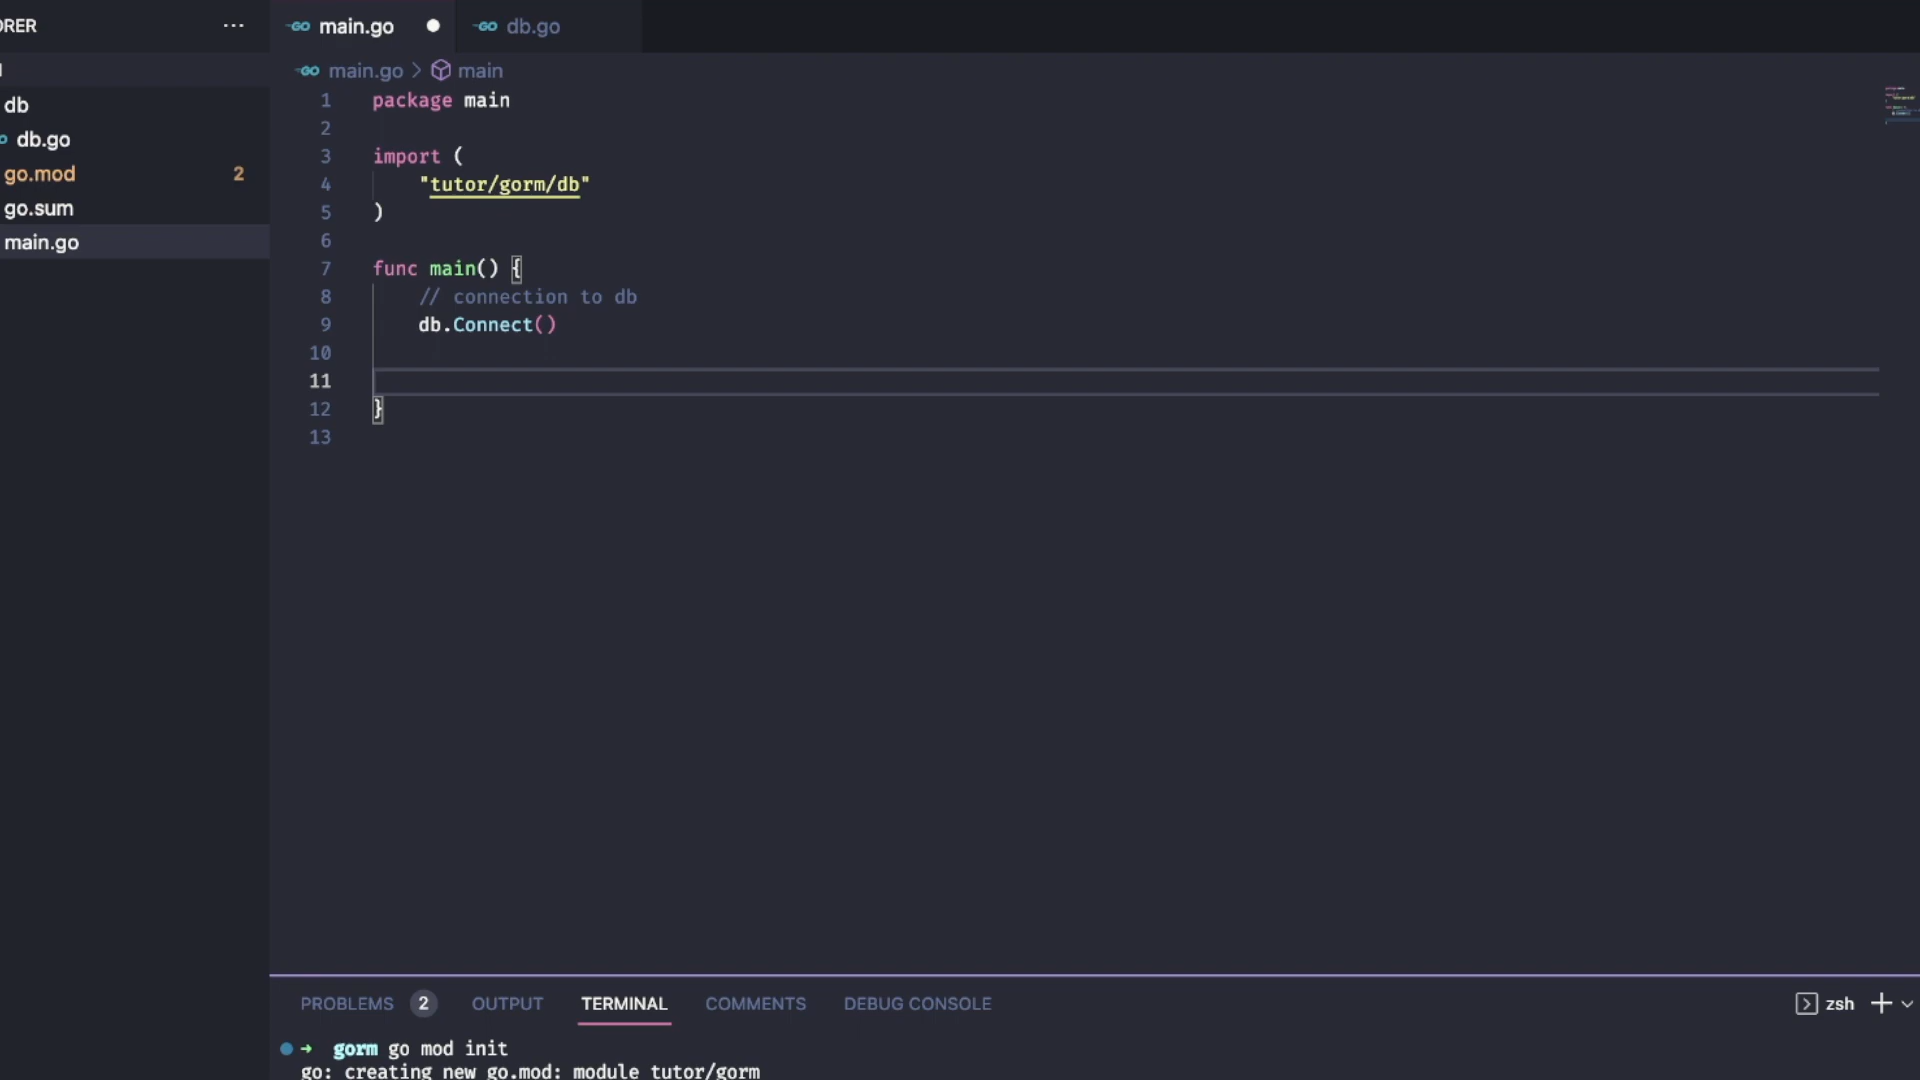 ORER ...
main.go
db.go
db
db.go
go.mod 2
go.sum
main.go
main.go > main
1 package main
2
3 import (
4 "tutor/gorm/db"
5 )
6
7 func main() {
8 // connection to db
9 db.Connect()
10
11
12 }
13
PROBLEMS 2 OUTPUT TERMINAL COMMENTS DEBUG CONSOLE
zsh
➜ gorm go mod init
go: creating new go.mod: module tutor/gorm